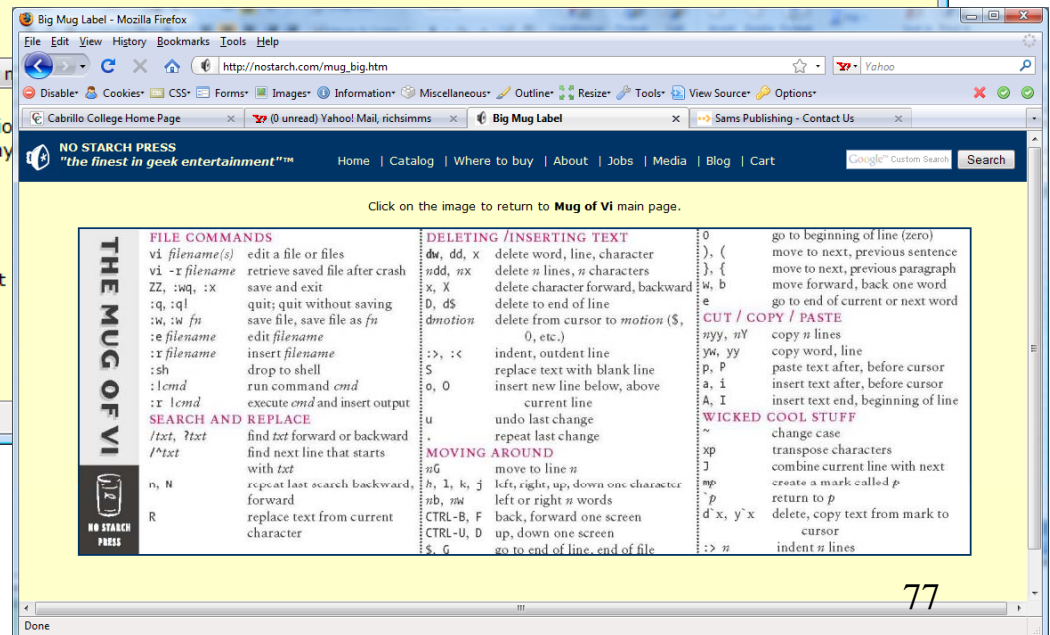 Big Mug Label - Mozilla Firefox
File Edit View History Bookmarks Tools Help
http://nostarch.com/mug_big.htm
Yahoo
Disable Cookies CSS Forms Images Information Miscellaneous Outline Resize Tools View Source Options
Cabrillo College Home Page
(0 unread) Yahoo! Mail, richsimms
Big Mug Label
Sams Publishing - Contact Us
NO STARCH PRESS
"the finest in geek entertainment"™
Home | Catalog | Where to buy | About | Jobs | Media | Blog | Cart
Google™ Custom Search
Search
Click on the image to return to Mug of Vi main page.
THE MUG OF VI
NO STARCH
PRESS
FILE COMMANDS
vi filename(s) edit a file or files
vi -r filename retrieve saved file after crash
ZZ, :wq, :x save and exit
:q, :q! quit; quit without saving
:w, :w fn save file, save file as fn
:e filename edit filename
:r filename insert filename
:sh drop to shell
:!cmd run command cmd
:r !cmd execute cmd and insert output
SEARCH AND REPLACE
/txt, ?txt find txt forward or backward
/^txt find next line that starts
with txt
n, N repeat last search backward,
forward
R replace text from current
character
DELETING /INSERTING TEXT
dw, dd, x delete word, line, character
ndd, nx delete n lines, n characters
x, X delete character forward, backward
D, d$ delete to end of line
dmotion delete from cursor to motion ($,
0, etc.)
:>, :< indent, outdent line
S replace text with blank line
o, O insert new line below, above
current line
u undo last change
. repeat last change
MOVING AROUND
nG move to line n
h, l, k, j left, right, up, down one character
nb, nw left or right n words
CTRL-B, F back, forward one screen
CTRL-U, D up, down one screen
$, G go to end of line, end of file
0 go to beginning of line (zero)
), ( move to next, previous sentence
}, { move to next, previous paragraph
w, b move forward, back one word
e go to end of current or next word
CUT / COPY / PASTE
nyy, nY copy n lines
yw, yy copy word, line
p, P paste text after, before cursor
a, i insert text after, before cursor
A, I insert text end, beginning of line
WICKED COOL STUFF
~ change case
xp transpose characters
J combine current line with next
mp create a mark called p
`p return to p
d`x, y`x delete, copy text from mark to
cursor
:> n indent n lines
77
Done